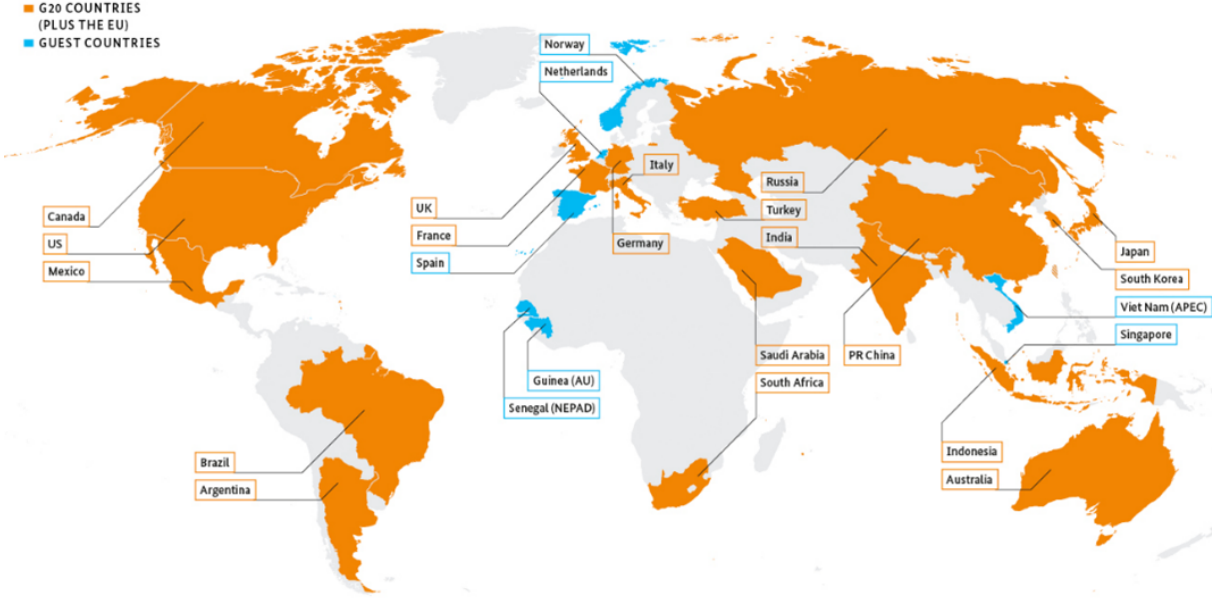 G20 COUNTRIES
(PLUS THE EU)
GUEST COUNTRIES
Norway
Netherlands
Italy
Russia
Canada
UK
Turkey
US
France
India
Germany
Japan
Mexico
Spain
South Korea
Viet Nam (APEC)
Singapore
Saudi Arabia
PR China
Guinea (AU)
South Africa
Senegal (NEPAD)
Indonesia
Brazil
Australia
Argentina